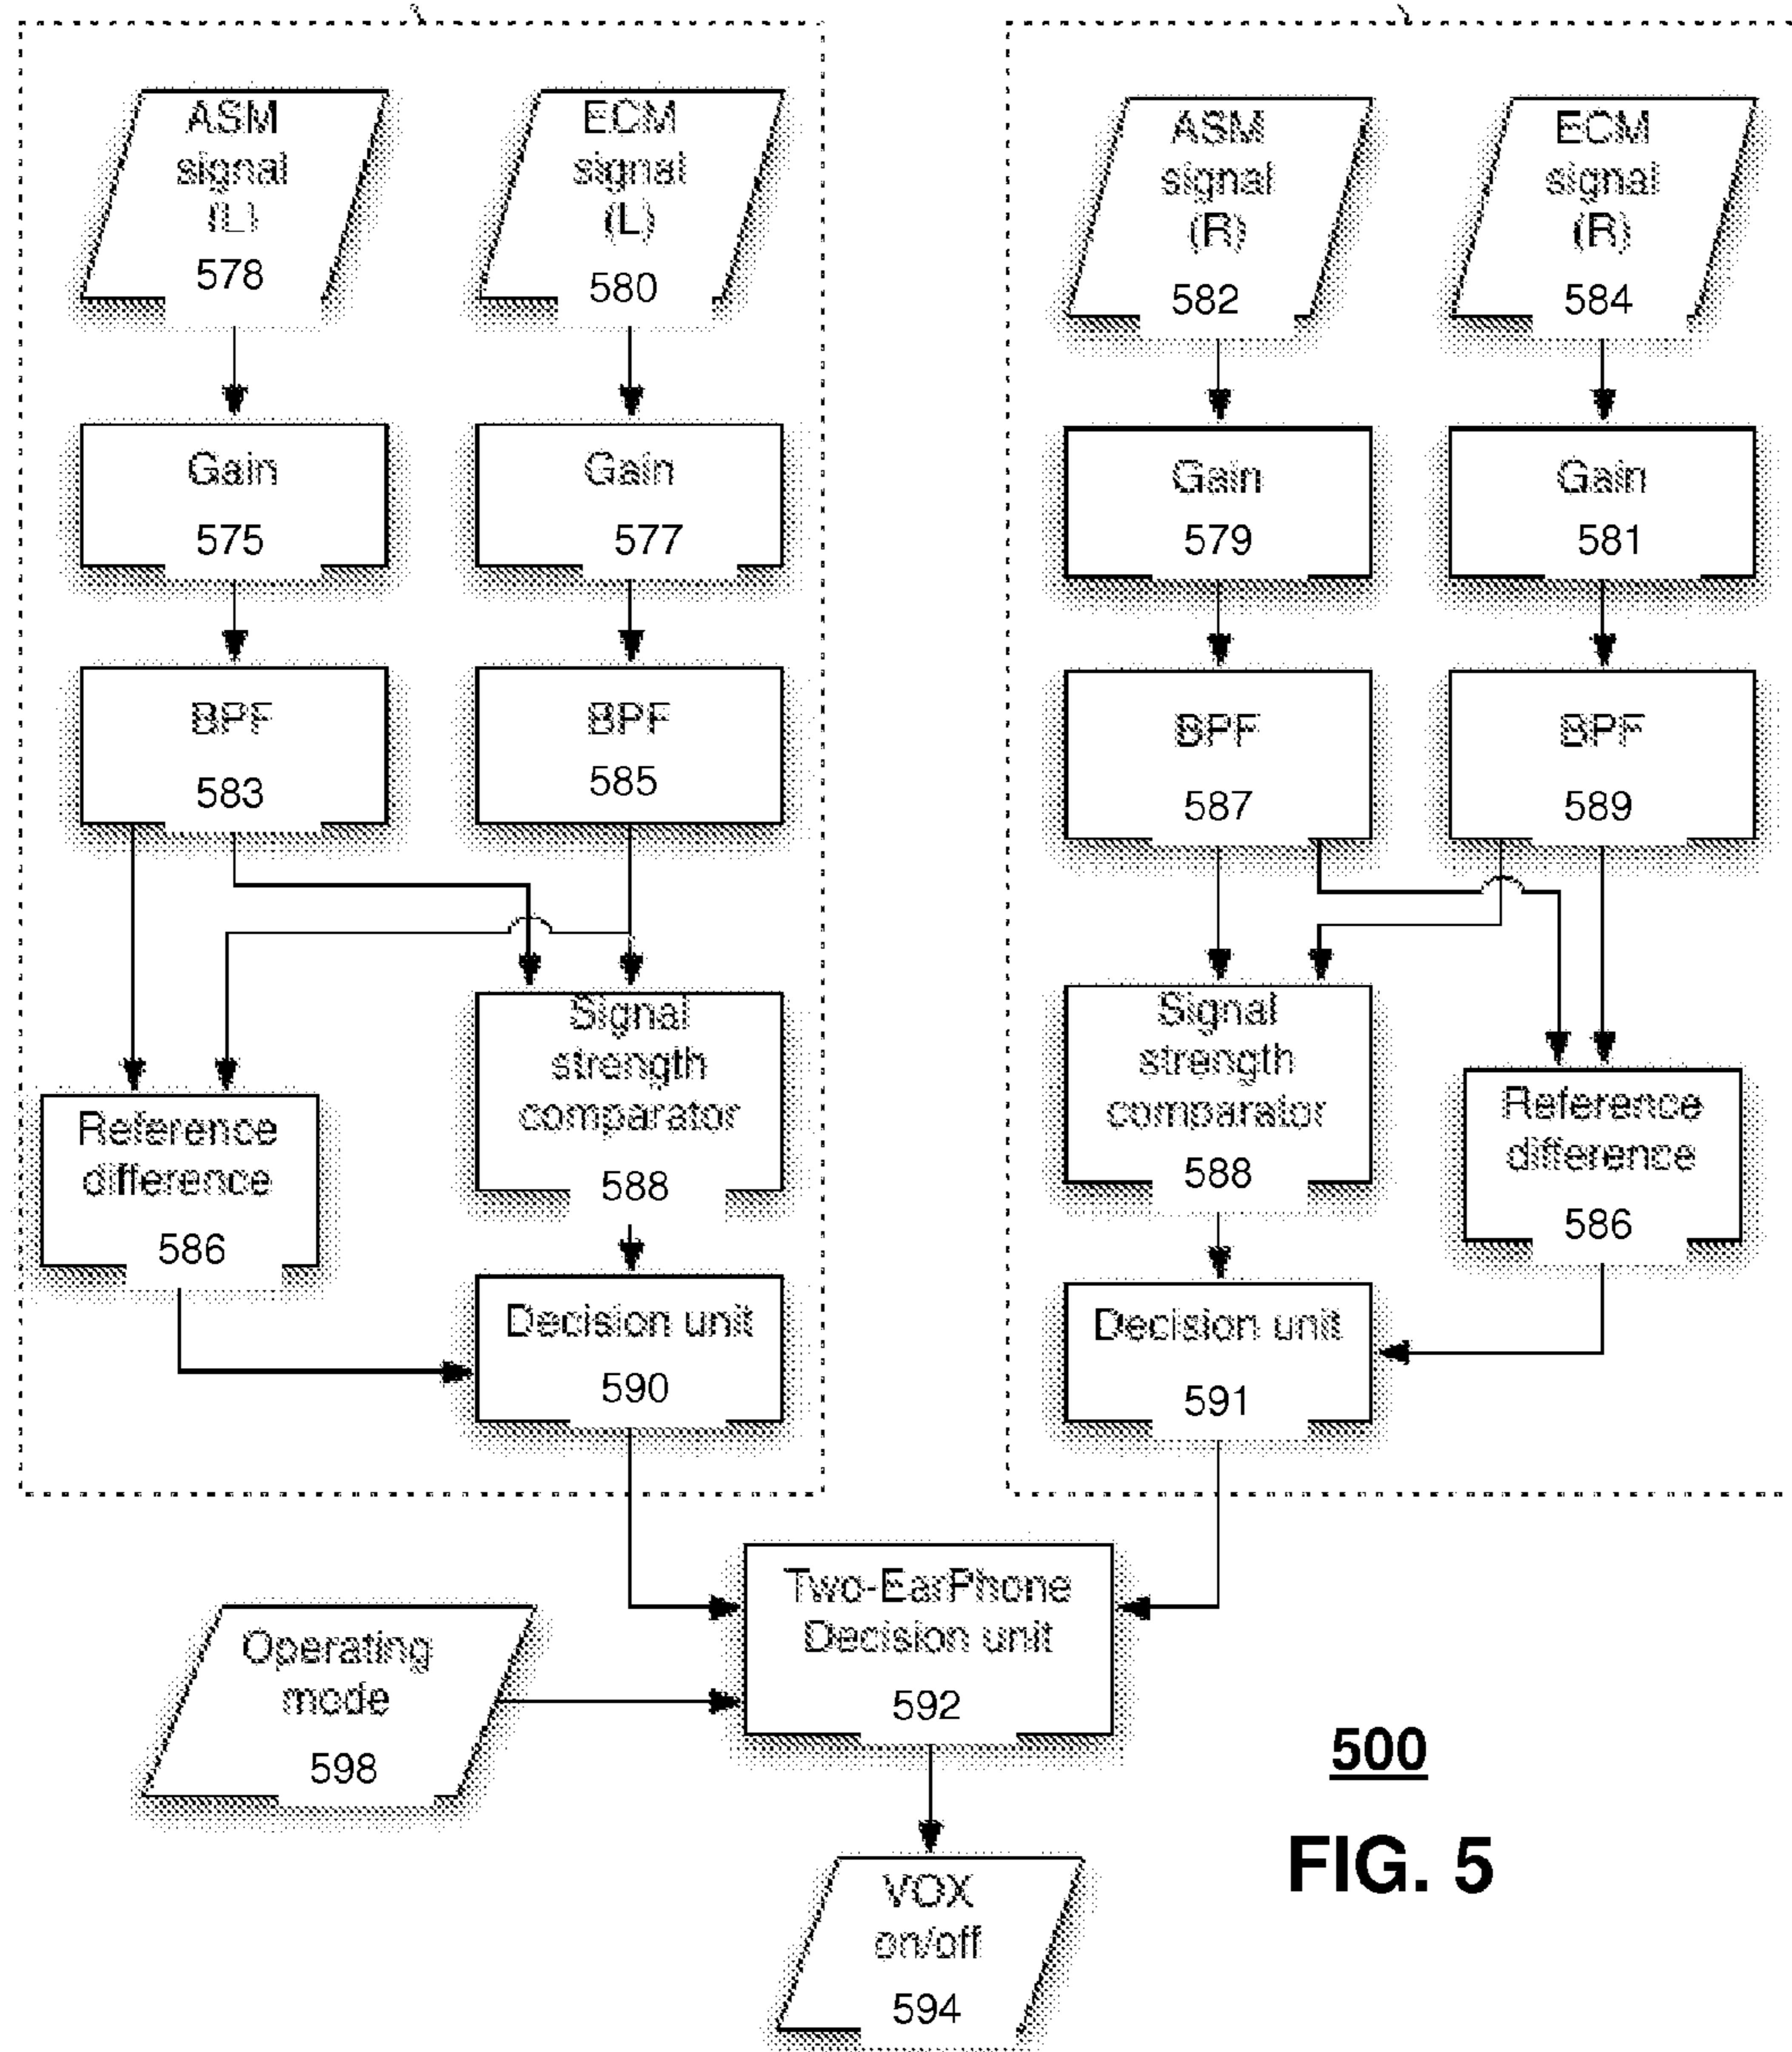 ASM
signal
(L)
578
ECM
signal
(L)
580
Gain
575
Gain
577
BPF
583
BPF
585
Signal
strength
comparator
588
Reference
difference
586
Decision unit
590
ASM
signal
(R)
582
ECM
signal
(R)
584
Gain
579
Gain
581
BPF
587
BPF
589
Signal
strength
comparator
588
Reference
difference
586
Decision unit
591
Two-EarPhone
Decision unit
592
Operating
mode
598
VOX
on/off
594
500
FIG. 5